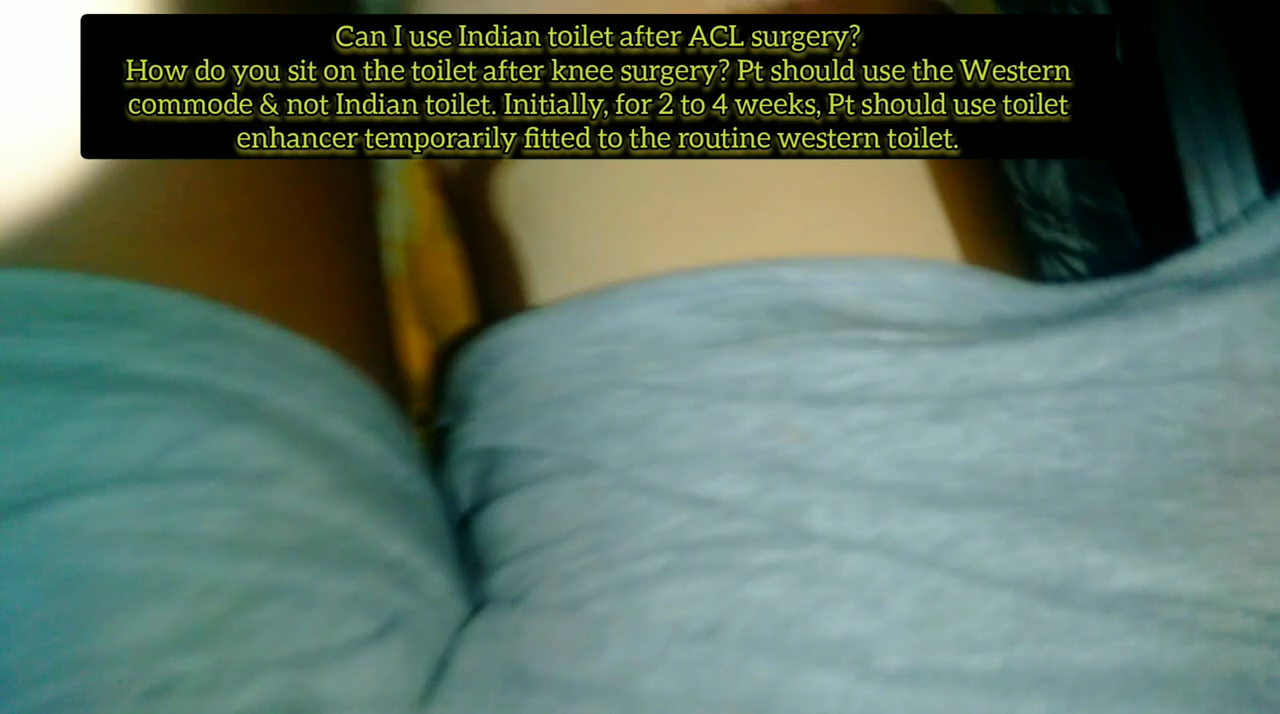 Can I use Indian toilet after ACL surgery?
How do you sit on the toilet after knee surgery? Pt should use the Western
commode & not Indian toilet. Initially, for 2 to 4 weeks, Pt should use toilet
enhancer temporarily fitted to the routine western toilet.